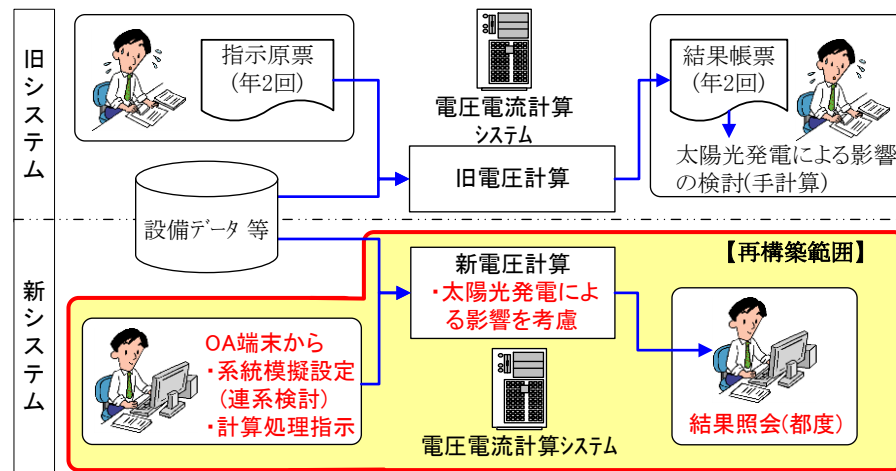 旧システム
指示原票
(年2回)
電圧電流計算
システム
旧電圧計算
結果帳票
(年2回)
太陽光発電による影響
の検討(手計算)
設備データ 等
新システム
【再構築範囲】
新電圧計算
・太陽光発電によ
る影響を考慮
OA端末から
・系統模擬設定
(連系検討)
・計算処理指示
電圧電流計算システム
結果照会(都度)